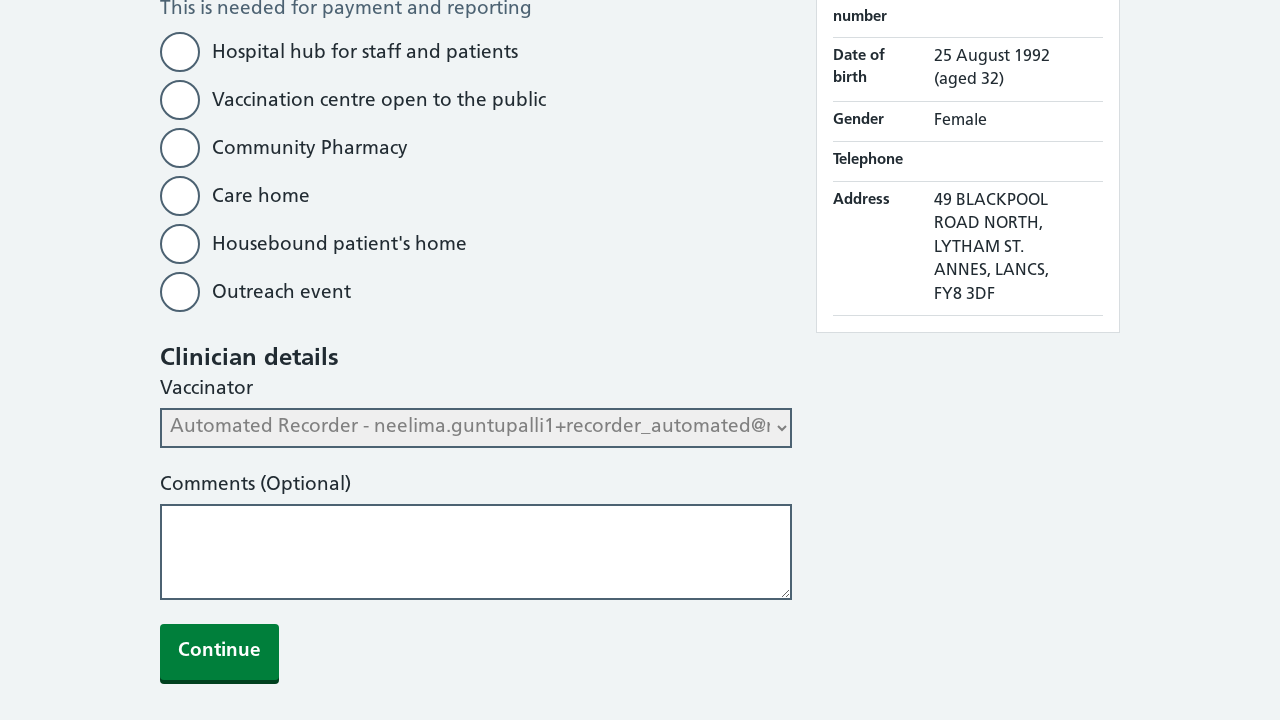 This is needed for payment and reporting
Hospital hub for staff and patients
Vaccination centre open to the public
Community Pharmacy
Care home
Housebound patient's home
Outreach event
Clinician details
Vaccinator
Automated Recorder - neelima.guntupalli1+recorder_automated@
Comments (Optional)
Continue
number
Date of birth
25 August 1992
(aged 32)
Gender
Female
Telephone
Address
49 BLACKPOOL
ROAD NORTH,
LYTHAM ST.
ANNES, LANCS,
FY8 3DF